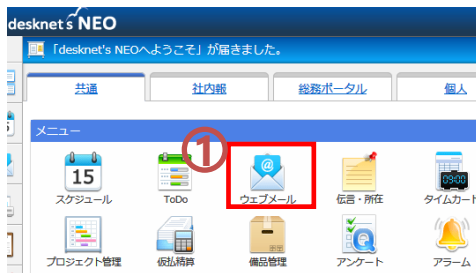 desknet's NEO
「desknet's NEOへようこそ」が届きました。
共通 社内報 総務ポータル 個人
メニュー
①
15 09:00
スケジュール ToDo ウェブメール 伝言・所在 タイムカード
プロジェクト管理 仮払精算 備品管理 アンケート アラーム